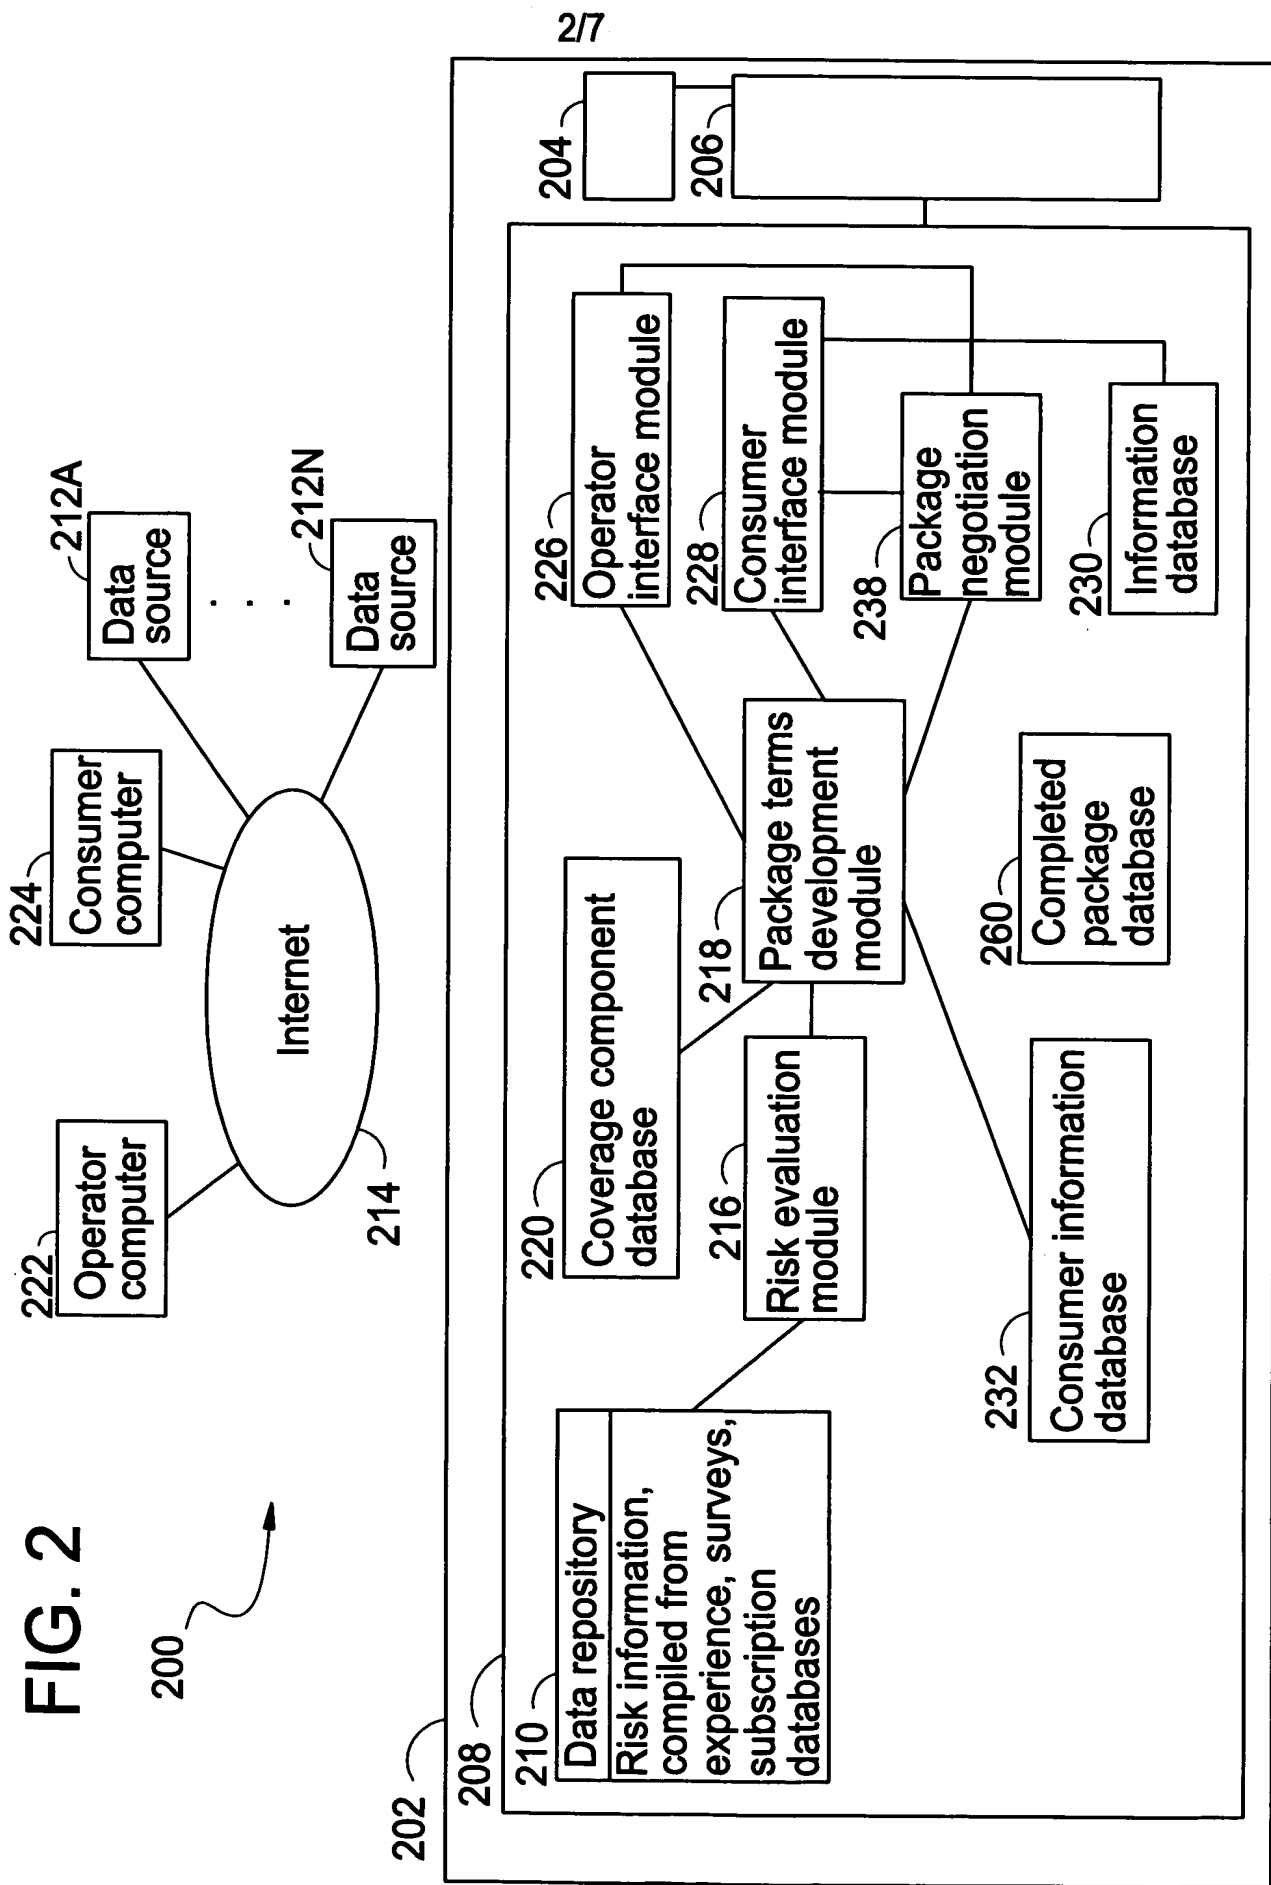 2/7
FIG. 2
200
222
Operator
computer
224
Consumer
computer
212A
Data
source
. . .
212N
Data
source
Internet
214
202
208
204
206
210
Data repository
Risk information,
compiled from
experience, surveys,
subscription
databases
220
Coverage component
database
216
Risk evaluation
module
218
Package terms
development
module
226
Operator
interface module
228
Consumer
interface module
238
Package
negotiation
module
230
Information
database
232
Consumer information
database
260
Completed
package
database